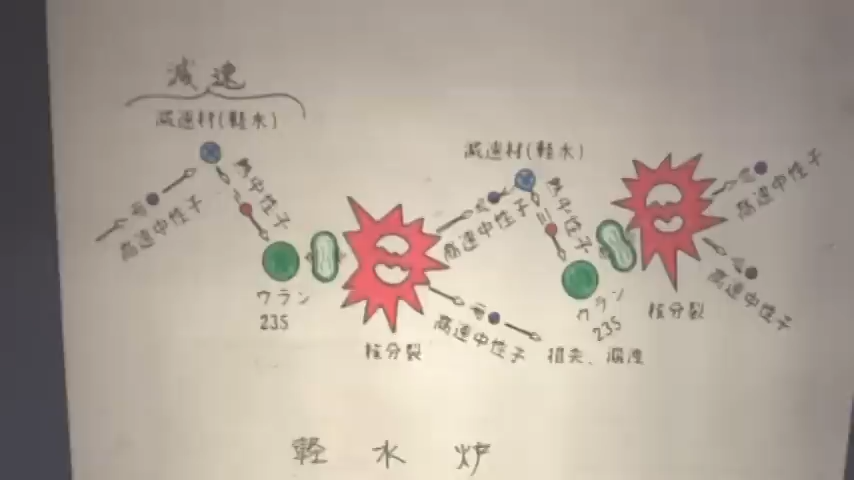 減速
減速材(軽水)
熱中性子
高速中性子
ウラン
235
核分裂
高速中性子
高速中性子
減速材(軽水)
熱中性子
ウラン
235
損失、漏洩
核分裂
高速中性子
高速中性子
軽水炉